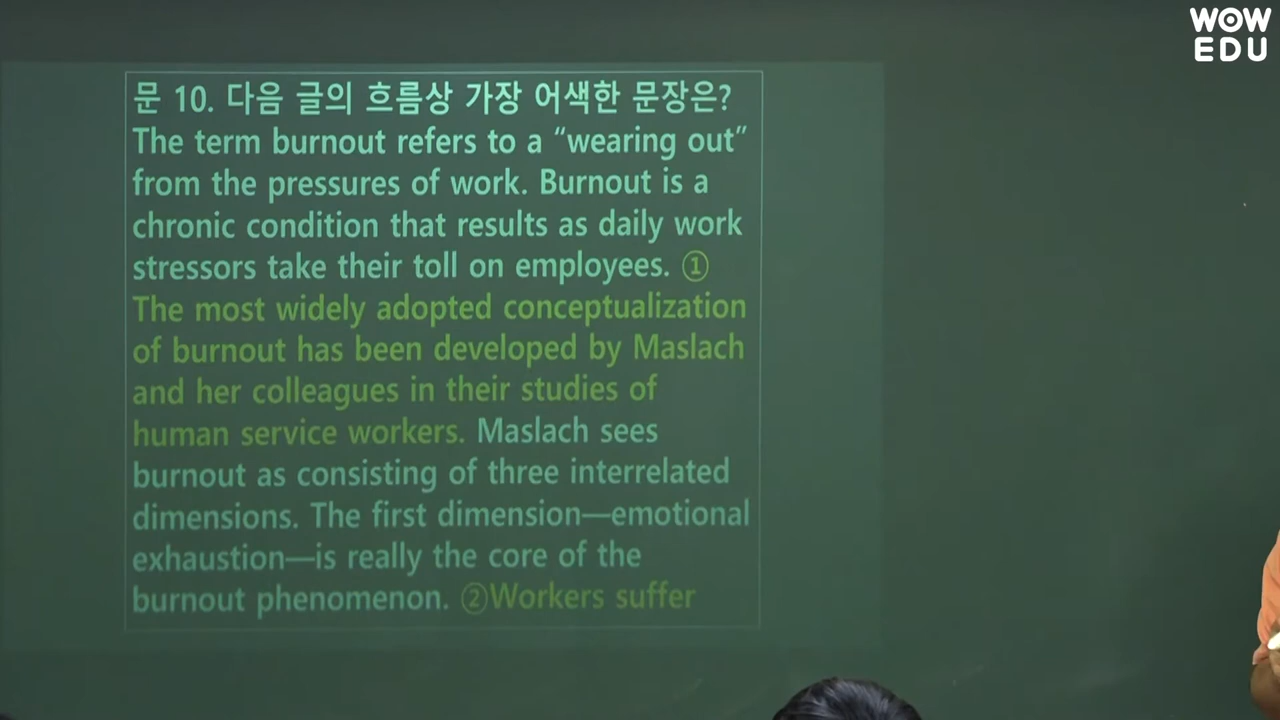 WOW
EDU
문 10. 다음 글의 흐름상 가장 어색한 문장은?
The term burnout refers to a “wearing out”
from the pressures of work. Burnout is a
chronic condition that results as daily work
stressors take their toll on employees. ①
The most widely adopted conceptualization
of burnout has been developed by Maslach
and her colleagues in their studies of
human service workers. Maslach sees
burnout as consisting of three interrelated
dimensions. The first dimension—emotional
exhaustion—is really the core of the
burnout phenomenon. ②Workers suffer